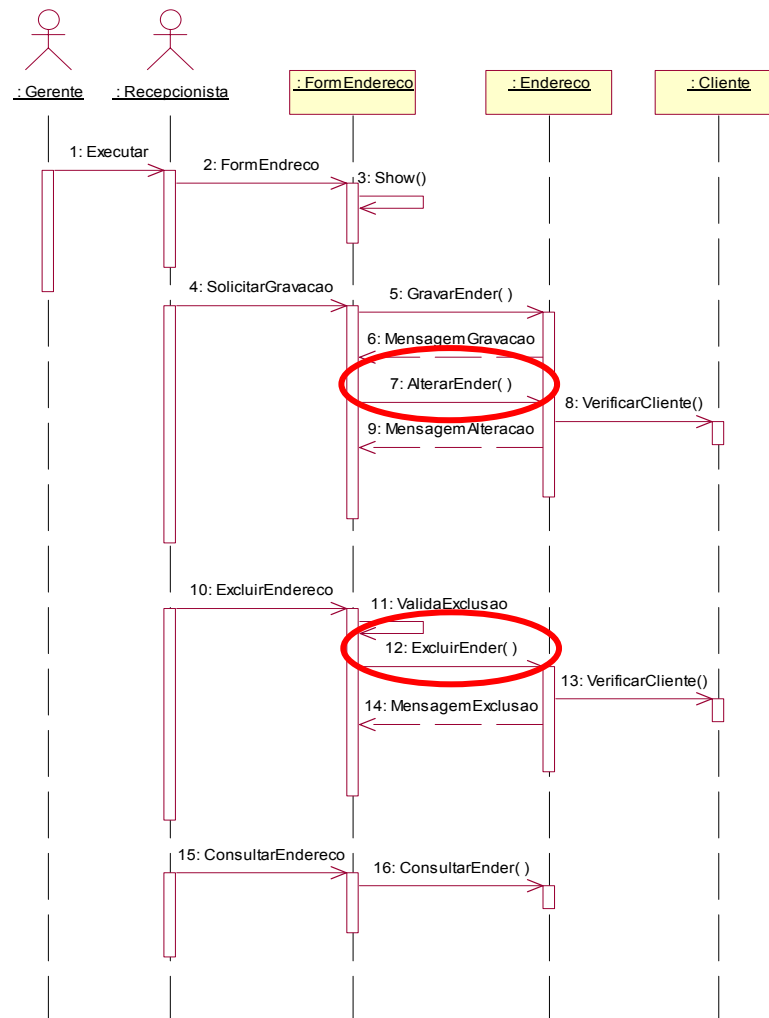 : Gerente
: Recepcionista
: FormEndereco
: Endereco
: Cliente
1: Executar
2: FormEndreco
3: Show()
4: SolicitarGravacao
5: GravarEnder( )
6: MensagemGravacao
7: AlterarEnder( )
8: VerificarCliente()
9: MensagemAlteracao
10: ExcluirEndereco
11: ValidaExclusao
12: ExcluirEnder( )
13: VerificarCliente()
14: MensagemExclusao
15: ConsultarEndereco
16: ConsultarEnder( )